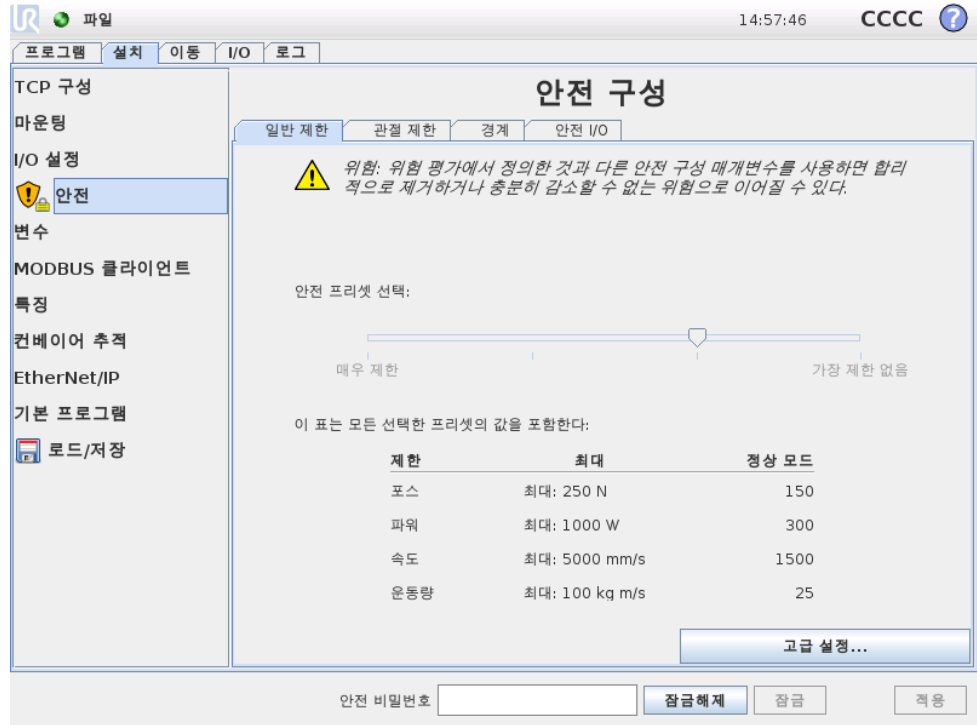 UR 파일 14:57:46 CCCC ?
프로그램 설치 이동 I/O 로그
TCP 구성
마운팅
I/O 설정
안전
변수
MODBUS 클라이언트
특징
컨베이어 추적
EtherNet/IP
기본 프로그램
로드/저장
안전 구성
일반 제한 관절 제한 경계 안전 I/O
위험: 위험 평가에서 정의한 것과 다른 안전 구성 매개변수를 사용하면 합리
적으로 제거하거나 충분히 감소할 수 없는 위험으로 이어질 수 있다.
안전 프리셋 선택:
매우 제한 가장 제한 없음
이 표는 모든 선택한 프리셋의 값을 포함한다:
제한 최대 정상 모드
포스 최대: 250 N 150
파워 최대: 1000 W 300
속도 최대: 5000 mm/s 1500
운동량 최대: 100 kg m/s 25
고급 설정...
안전 비밀번호 잠금해제 잠금 적용